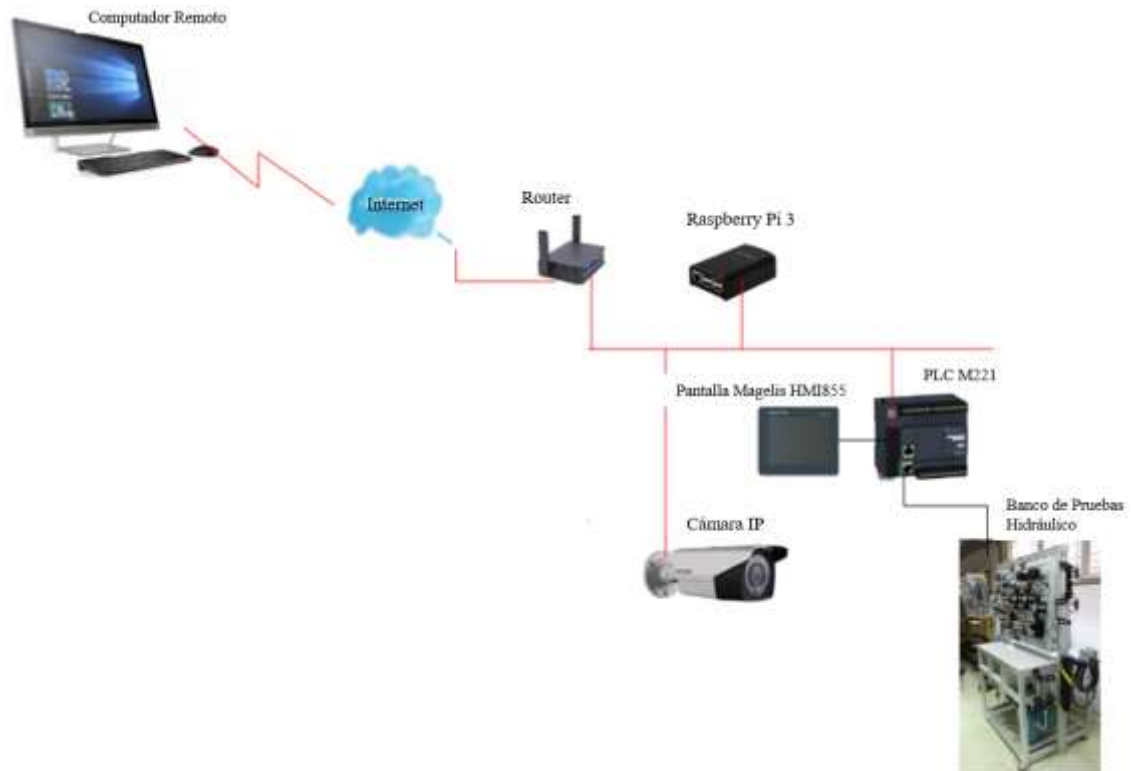 Computador Remoto
Internet
Router
Raspberry Pi 3
Pantalla Magelis HMI855
PLC M221
Cámara IP
Banco de Pruebas
Hidráulico